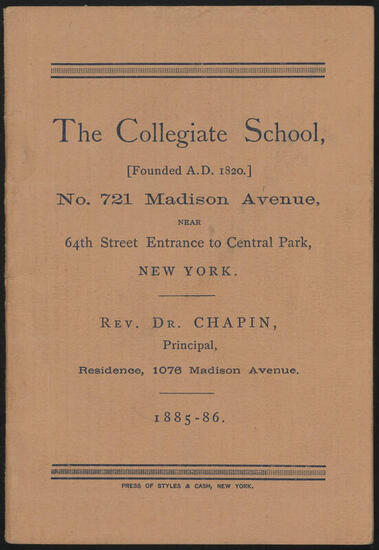 The Collegiate School,
[Founded A.D. 1820.]
No. 721 Madison Avenue,
NEAR
64th Street Entrance to Central Park,
NEW YORK.
REV. DR. CHAPIN,
Principal,
Residence, 1076 Madison Avenue.
1885-86.
PRESS OF STYLES & CASH, NEW YORK.